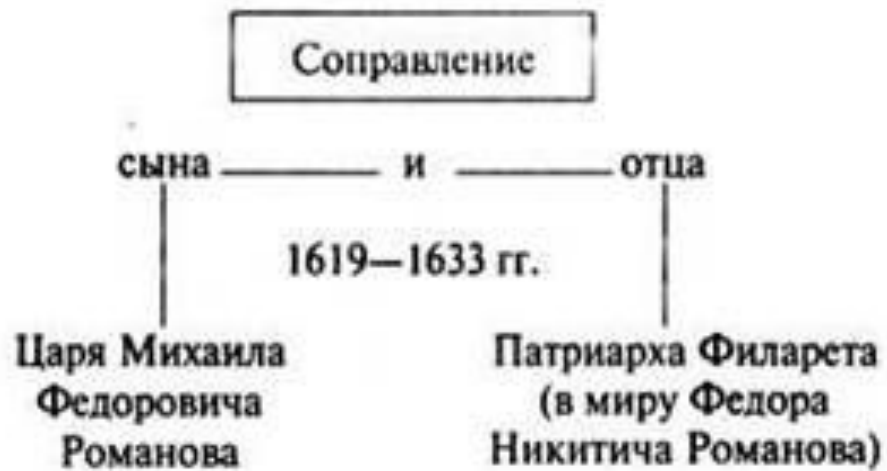 Соправление
сына и отца
1619—1633 гг.
Царя Михаила
Федоровича
Романова
Патриарха Филарета
(в миру Федора
Никитича Романова)